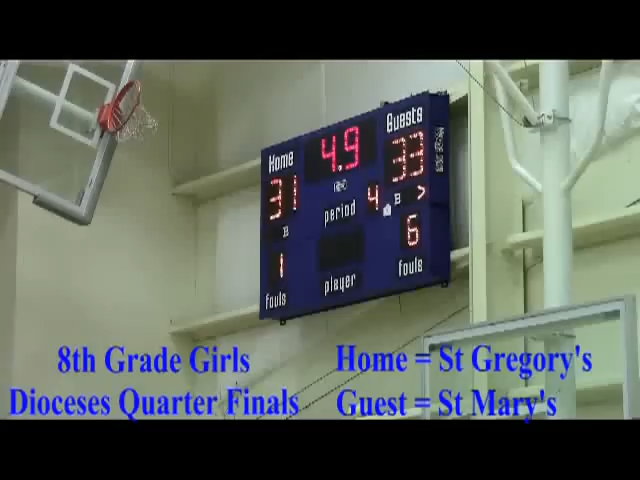 Home
4.9
Guests
31
33
period
4
B
>
B
1
player
6
fouls
fouls
8th Grade Girls
Dioceses Quarter Finals
Home = St Gregory's
Guest = St Mary's